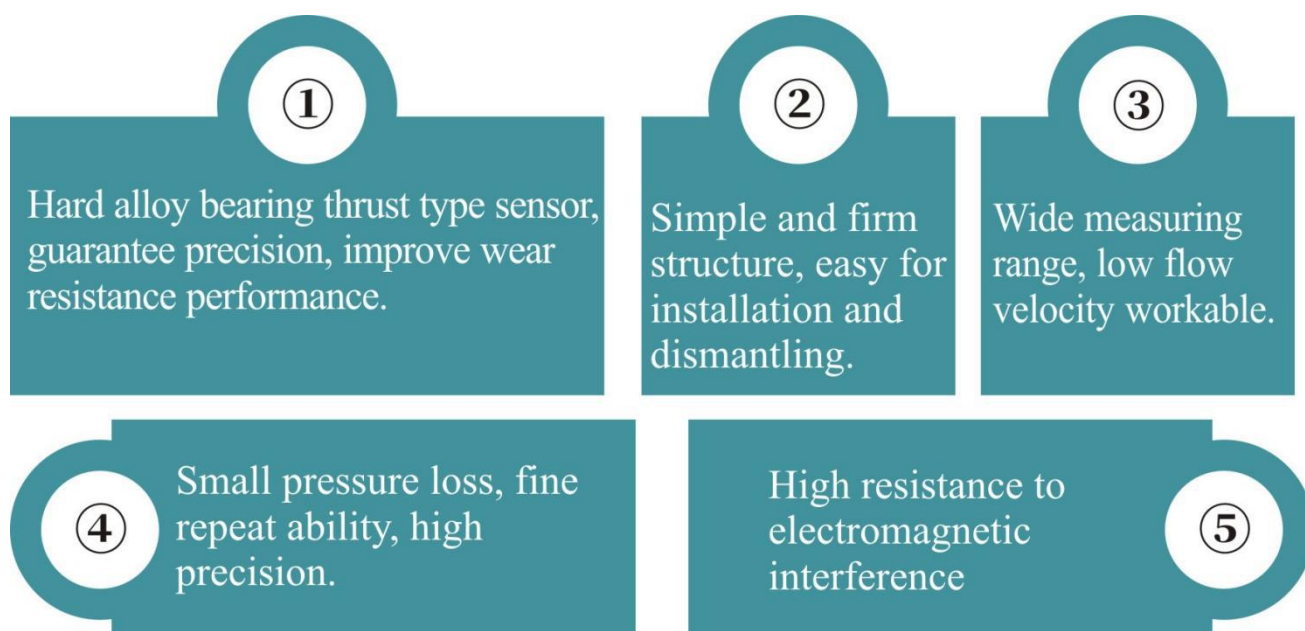 ①
Hard alloy bearing thrust type sensor,
guarantee precision, improve wear
resistance performance.
②
Simple and firm
structure, easy for
installation and
dismantling.
③
Wide measuring
range, low flow
velocity workable.
④
Small pressure loss, fine
repeat ability, high
precision.
⑤
High resistance to
electromagnetic
interference